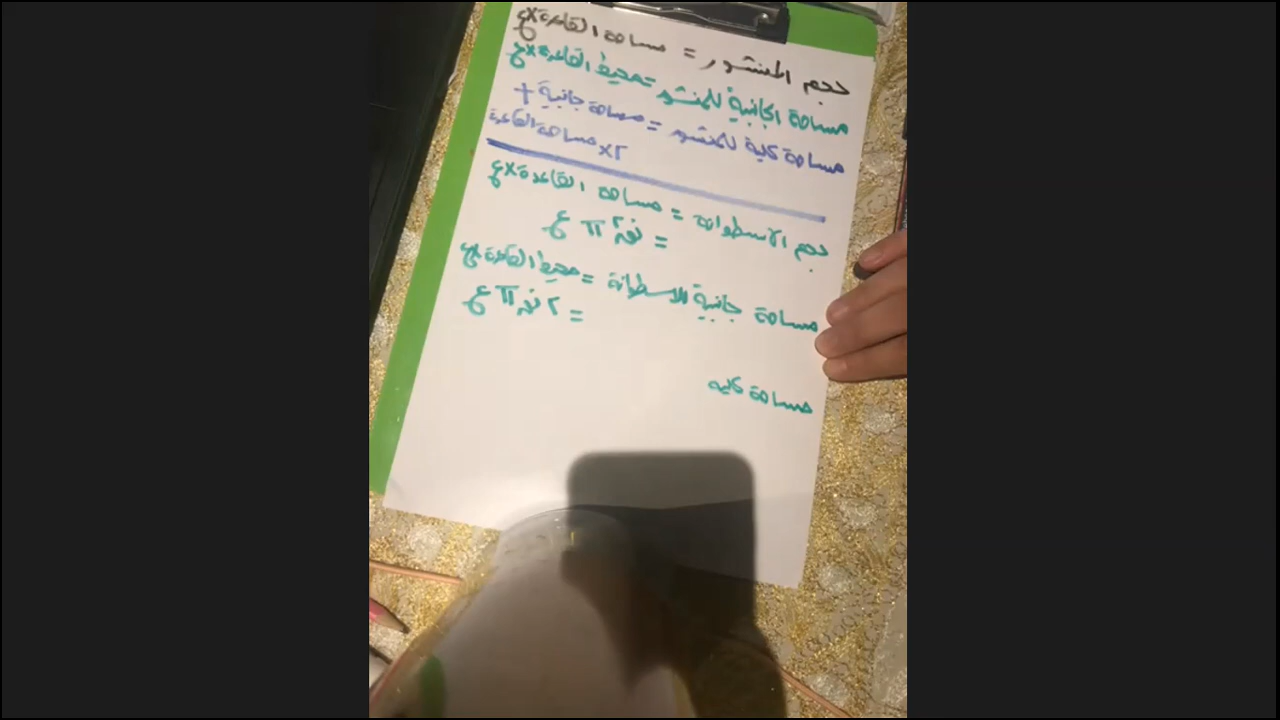 حجم المنشور = مساحة القاعدة × ع
مساحة الجانبية للمنشور = محيط القاعدة × ع
مساحة كلية للمنشور = مساحة جانبية +
٢ × مساحة القاعدة
حجم الاسطوانة = مساحة القاعدة × ع
= نق² π ع
مساحة جانبية للاسطوانة = محيط القاعدة × ع
= ٢ نق π ع
مساحة كلية